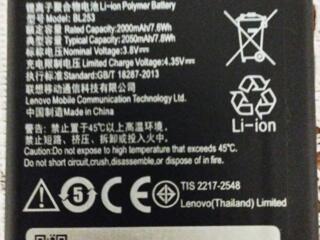 锂离子聚合物电池 Li-ion Polymer Battery
型号 Model: BL253
额定容量 Rated Capacity: 2000mAh/7.6Wh
典型容量 Typical Capacity: 2050mAh/7.8Wh
标称电压 Nominal Voltage: 3.8V⎓
充电限制电压 Limited Charge Voltage: 4.35V⎓
执行标准 Standard:GB/T 18287-2013
联想移动通信科技有限公司
Lenovo Mobile Communication Technology Ltd.
中国制造 MADE IN CHINA
警告: 禁止置于45℃以上高温环境,
禁止短路、挤压、拆卸或投入火中。
Caution:Do not expose to high temperature that exceeds 45℃.
Do not short circuit,crush,disassemble,or dispose of in fire.
Li-ion
5
CE
TIS 2217-2548
Lenovo(Thailand) Limited